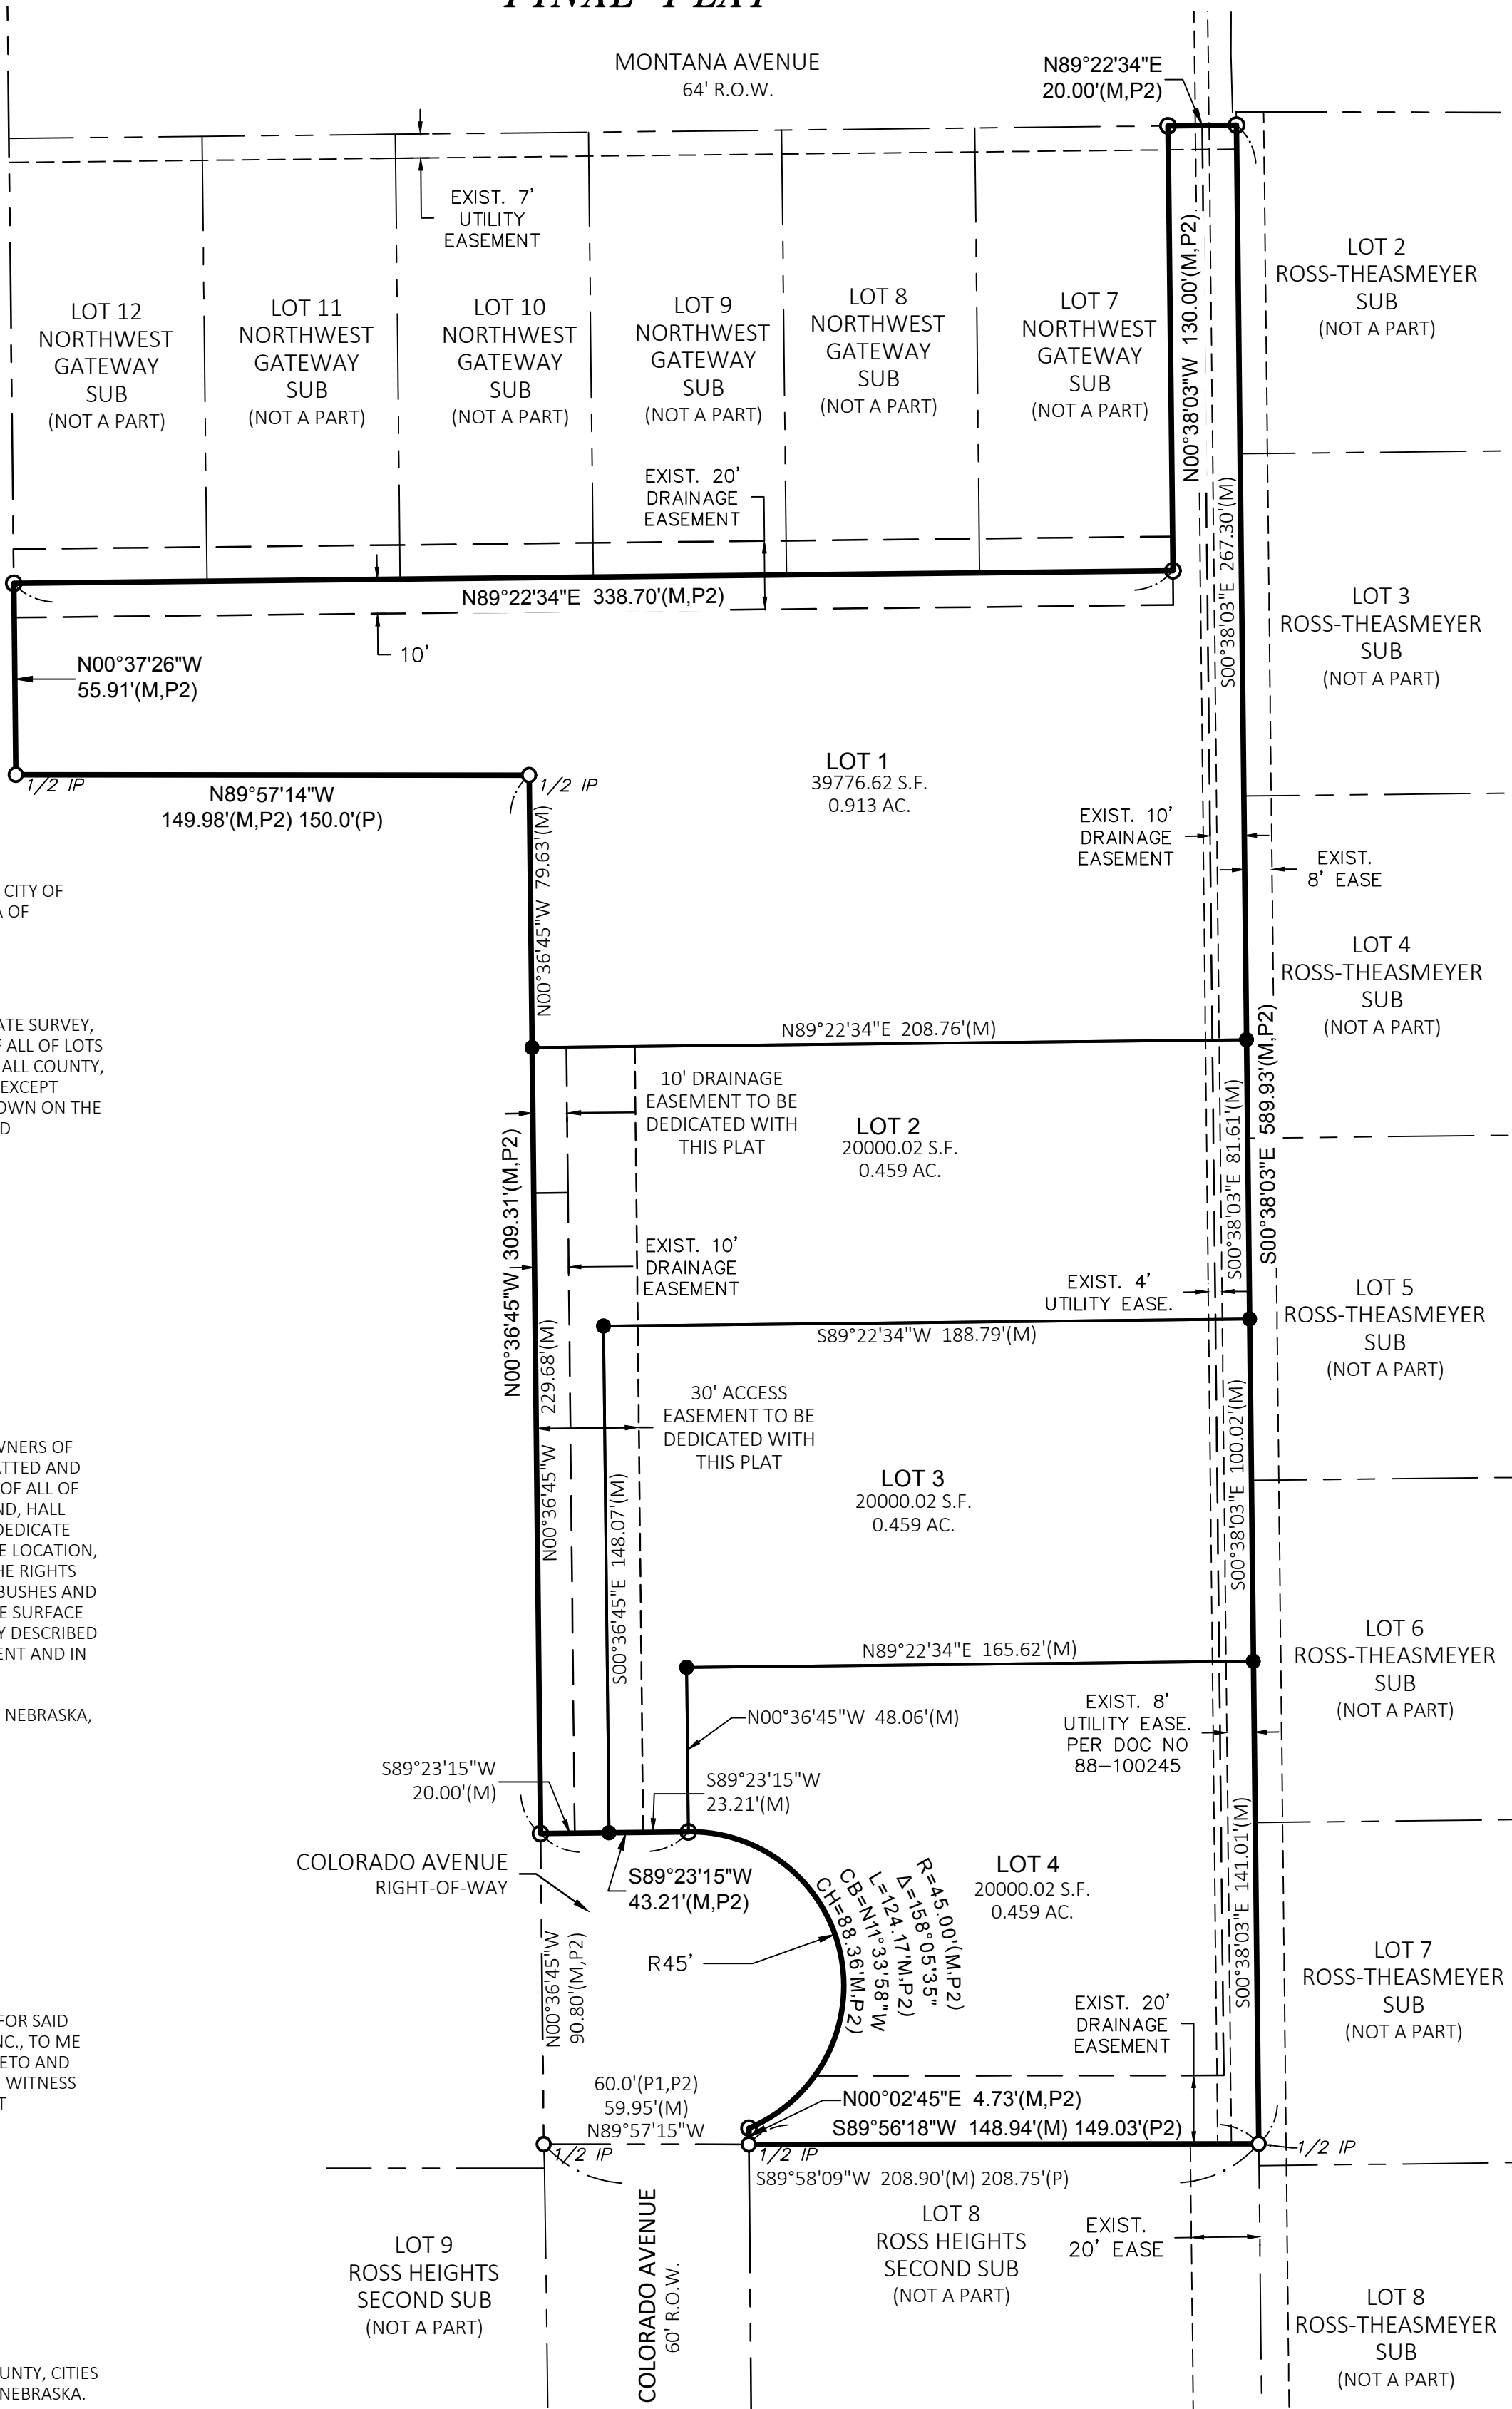 FINAL PLAT
MONTANA AVENUE
64' R.O.W.
N89°22'34"E
20.00'(M,P2)
EXIST. 7'
UTILITY
EASEMENT
LOT 12
NORTHWEST
GATEWAY
SUB
(NOT A PART)
LOT 11
NORTHWEST
GATEWAY
SUB
(NOT A PART)
LOT 10
NORTHWEST
GATEWAY
SUB
(NOT A PART)
LOT 9
NORTHWEST
GATEWAY
SUB
(NOT A PART)
LOT 8
NORTHWEST
GATEWAY
SUB
(NOT A PART)
LOT 7
NORTHWEST
GATEWAY
SUB
(NOT A PART)
N00°38'03"W 130.00'(M,P2)
S00°38'03"E 267.30'(M)
LOT 2
ROSS-THEASMEYER
SUB
(NOT A PART)
EXIST. 20'
DRAINAGE
EASEMENT
N89°22'34"E 338.70'(M,P2)
10'
N00°37'26"W
55.91'(M,P2)
LOT 3
ROSS-THEASMEYER
SUB
(NOT A PART)
1/2 IP
1/2 IP
N89°57'14"W
149.98'(M,P2) 150.0'(P)
LOT 1
39776.62 S.F.
0.913 AC.
N00°36'45"W 79.63'(M)
EXIST. 10'
DRAINAGE
EASEMENT
EXIST.
8' EASE
CITY OF
A OF
LOT 4
ROSS-THEASMEYER
SUB
(NOT A PART)
ATE SURVEY,
F ALL OF LOTS
ALL COUNTY,
EXCEPT
OWN ON THE
D
N89°22'34"E 208.76'(M)
10' DRAINAGE
EASEMENT TO BE
DEDICATED WITH
THIS PLAT
LOT 2
20000.02 S.F.
0.459 AC.
S00°38'03"E 81.61'(M)
S00°38'03"E 589.93'(M,P2)
N00°36'45"W 309.31'(M,P2)
EXIST. 10'
DRAINAGE
EASEMENT
EXIST. 4'
UTILITY EASE.
LOT 5
ROSS-THEASMEYER
SUB
(NOT A PART)
S89°22'34"W 188.79'(M)
N00°36'45"W 229.68'(M)
30' ACCESS
EASEMENT TO BE
DEDICATED WITH
THIS PLAT
S00°36'45"E 148.07'(M)
LOT 3
20000.02 S.F.
0.459 AC.
S00°38'03"E 100.02'(M)
WNERS OF
ATTED AND
OF ALL OF
ND, HALL
DEDICATE
E LOCATION,
HE RIGHTS
BUSHES AND
E SURFACE
Y DESCRIBED
ENT AND IN
NEBRASKA,
N89°22'34"E 165.62'(M)
LOT 6
ROSS-THEASMEYER
SUB
(NOT A PART)
N00°36'45"W 48.06'(M)
EXIST. 8'
UTILITY EASE.
PER DOC NO
88-100245
S89°23'15"W
20.00'(M)
S89°23'15"W
23.21'(M)
COLORADO AVENUE
RIGHT-OF-WAY
S89°23'15"W
43.21'(M,P2)
R=45.00'(M,P2)
Δ=158°05'35"
L=124.17'M,P2)
CB=N11°33'58"W
CH=88.36'M,P2)
LOT 4
20000.02 S.F.
0.459 AC.
S00°38'03"E 141.01'(M)
R45'
N00°36'45"W
90.80'(M,P2)
LOT 7
ROSS-THEASMEYER
SUB
(NOT A PART)
EXIST. 20'
DRAINAGE
EASEMENT
FOR SAID
NC., TO ME
ETO AND
WITNESS
T
60.0'(P1,P2)
59.95'(M)
N89°57'15"W
N00°02'45"E 4.73'(M,P2)
S89°56'18"W 148.94'(M) 149.03'(P2)
1/2 IP
1/2 IP
1/2 IP
S89°58'09"W 208.90'(M) 208.75'(P)
LOT 9
ROSS HEIGHTS
SECOND SUB
(NOT A PART)
COLORADO AVENUE
60' R.O.W.
LOT 8
ROSS HEIGHTS
SECOND SUB
(NOT A PART)
EXIST.
20' EASE
LOT 8
ROSS-THEASMEYER
SUB
(NOT A PART)
UNTY, CITIES
NEBRASKA.